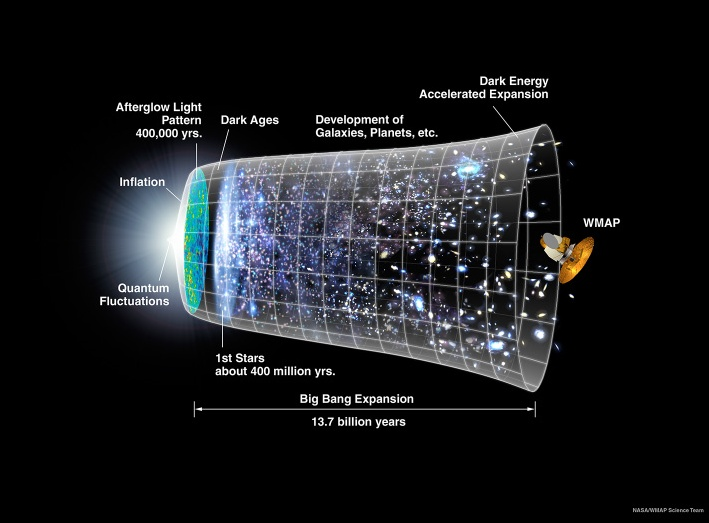 Dark Energy
Accelerated Expansion
Afterglow Light
Pattern
400,000 yrs.
Dark Ages
Development of
Galaxies, Planets, etc.
Inflation
WMAP
Quantum
Fluctuations
1st Stars
about 400 million yrs.
Big Bang Expansion
13.7 billion years
NASA/WMAP Science Team